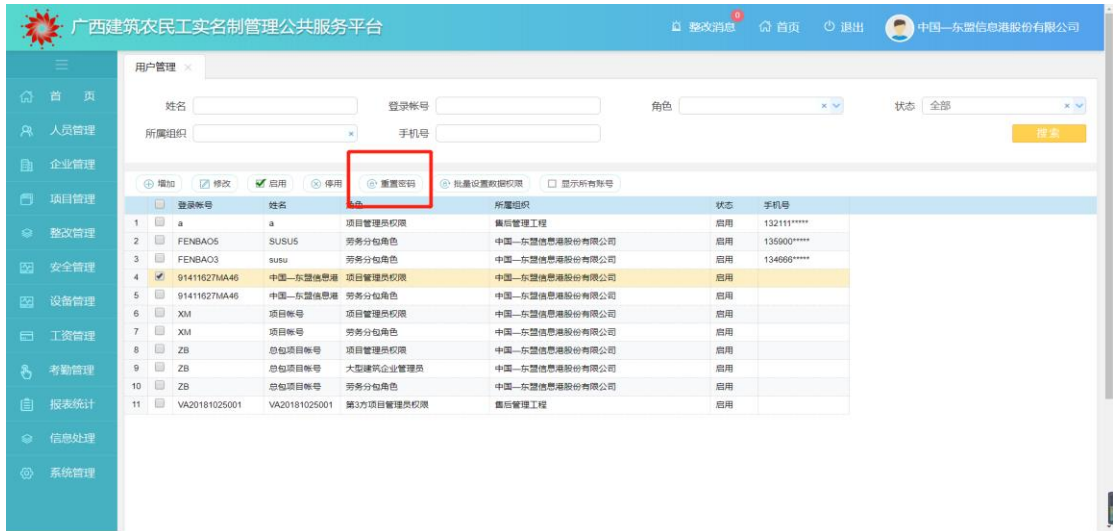 广西建筑农民工实名制管理公共服务平台 整改消息 0 首页 退出 中国—东盟信息港股份有限公司
用户管理 ×
首 页
人员管理
企业管理
项目管理
整改管理
安全管理
设备管理
工资管理
考勤管理
报表统计
信息处理
系统管理
姓名 登录帐号 角色 状态 全部
所属组织 手机号 搜索
增加 修改 启用 停用 重置密码 批量设置数据权限 显示所有账号
登录帐号 姓名 角色 所属组织 状态 手机号
1 a a 项目管理员权限 售后管理工程 启用 132111*****
2 FENBAO5 SUSU5 劳务分包角色 中国—东盟信息港股份有限公司 启用 135900*****
3 FENBAO3 susu 劳务分包角色 中国—东盟信息港股份有限公司 启用 134666*****
4 91411627MA46 中国—东盟信息港 项目管理员权限 中国—东盟信息港股份有限公司 启用
5 91411627MA46 中国—东盟信息港 劳务分包角色 中国—东盟信息港股份有限公司 启用
6 XM 项目帐号 项目管理员权限 中国—东盟信息港股份有限公司 启用
7 XM 项目帐号 劳务分包角色 中国—东盟信息港股份有限公司 启用
8 ZB 总包项目帐号 项目管理员权限 中国—东盟信息港股份有限公司 启用
9 ZB 总包项目帐号 大型建筑企业管理员 中国—东盟信息港股份有限公司 启用
10 ZB 总包项目帐号 劳务分包角色 中国—东盟信息港股份有限公司 启用
11 VA20181025001 VA20181025001 第3方项目管理员权限 售后管理工程 启用